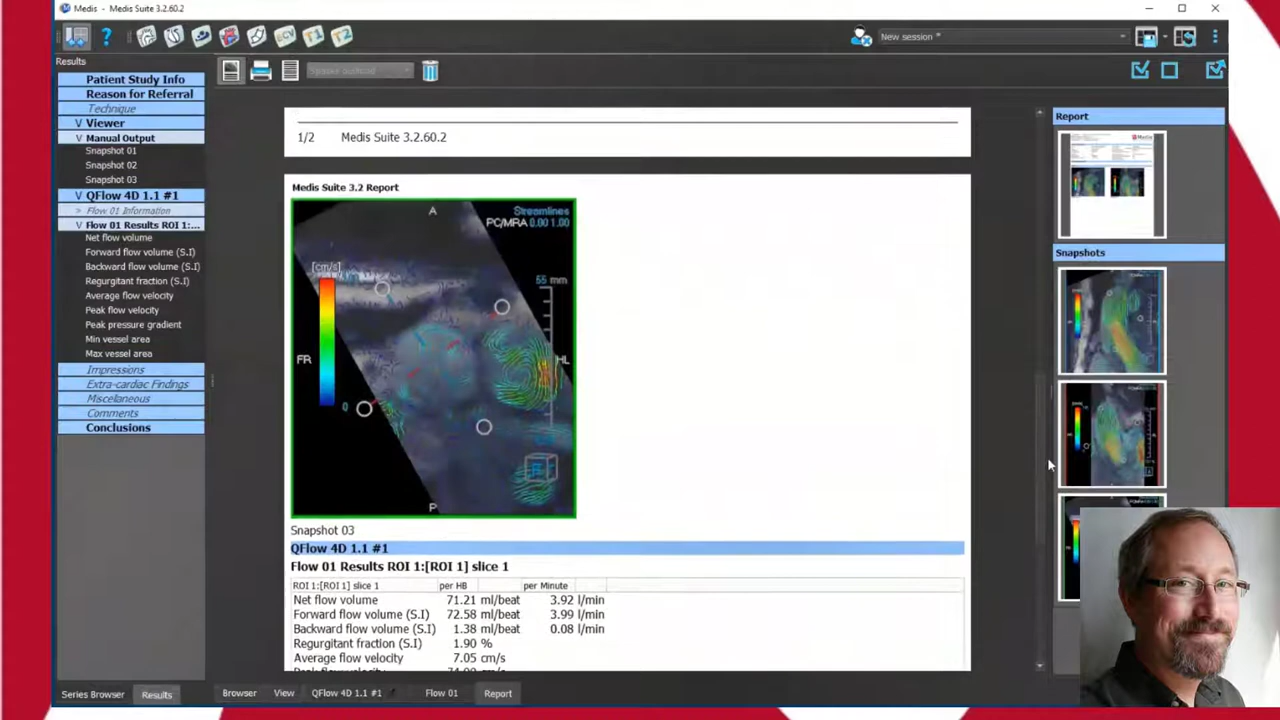 Medis - Medis Suite 3.2.60.2
New session *
Results
Patient Study Info
Reason for Referral
Technique
V Viewer
V Manual Output
Snapshot 01
Snapshot 02
Snapshot 03
V QFlow 4D 1.1 #1
> Flow 01 Information
V Flow 01 Results ROI 1:...
Net flow volume
Forward flow volume (S.I)
Backward flow volume (S.I)
Regurgitant fraction (S.I)
Average flow velocity
Peak flow velocity
Peak pressure gradient
Min vessel area
Max vessel area
Impressions
Extra-cardiac Findings
Miscellaneous
Comments
Conclusions
Series Browser
Results
1/2 Medis Suite 3.2.60.2
Medis Suite 3.2 Report
A
Streamlines
PC/MRA 0.00 1.00
[cm/s]
55 mm
FR
HL
0
P
Snapshot 03
QFlow 4D 1.1 #1
Flow 01 Results ROI 1:[ROI 1] slice 1
ROI 1:[ROI 1] slice 1 per HB per Minute
Net flow volume 71.21 ml/beat 3.92 l/min
Forward flow volume (S.I) 72.58 ml/beat 3.99 l/min
Backward flow volume (S.I) 1.38 ml/beat 0.08 l/min
Regurgitant fraction (S.I) 1.90 %
Average flow velocity 7.05 cm/s
Browser
View
QFlow 4D 1.1 #1
Flow 01
Report
Report
Snapshots